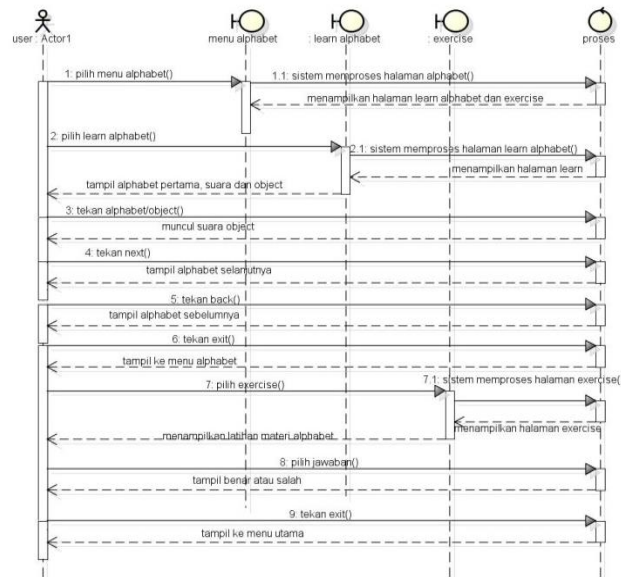 user : Actor1
menu alphabet
: learn alphabet
: exercise
proses
1: pilih menu alphabet()
1.1: sistem memproses halaman alphabet()
menampilkan halaman learn alphabet dan exercise
2: pilih learn alphabet()
2.1: sistem memproses halaman learn alphabet()
menampilkan halaman learn
tampil alphabet pertama, suara dan object
3: tekan alphabet/object()
muncul suara object
4: tekan next()
tampil alphabet selanutnya
5: tekan back()
tampil alphabet sebelumnya
6: tekan exit()
tampil ke menu alphabet
7: pilih exercise()
7.1: sistem memproses halaman exercise(
menampilkan halaman exercise
menampilkan latihan materi alphabet
8: pilih jawaban()
tampil benar atau salah
9: tekan exit()
tampil ke menu utama